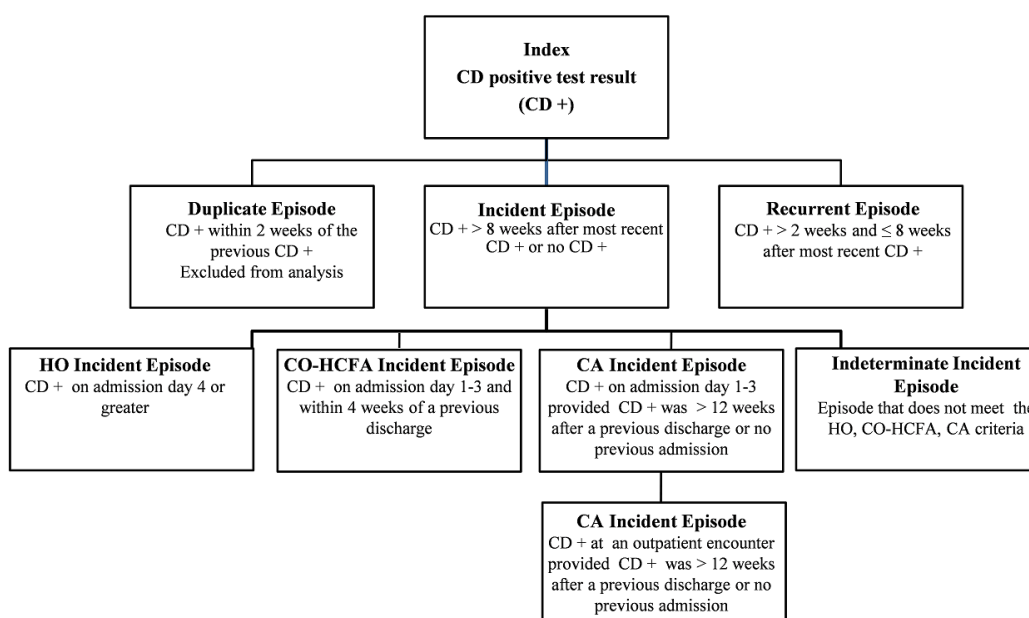 Index
CD positive test result
(CD +)
Duplicate Episode
CD + within 2 weeks of the
previous CD +
Excluded from analysis
Incident Episode
CD + > 8 weeks after most recent
CD + or no CD +
Recurrent Episode
CD + > 2 weeks and ≤ 8 weeks
after most recent CD +
HO Incident Episode
CD + on admission day 4 or
greater
CO-HCFA Incident Episode
CD + on admission day 1-3 and
within 4 weeks of a previous
discharge
CA Incident Episode
CD + on admission day 1-3
provided CD + was > 12 weeks
after a previous discharge or no
previous admission
Indeterminate Incident
Episode
Episode that does not meet the
HO, CO-HCFA, CA criteria
CA Incident Episode
CD + at an outpatient encounter
provided CD + was > 12 weeks
after a previous discharge or no
previous admission